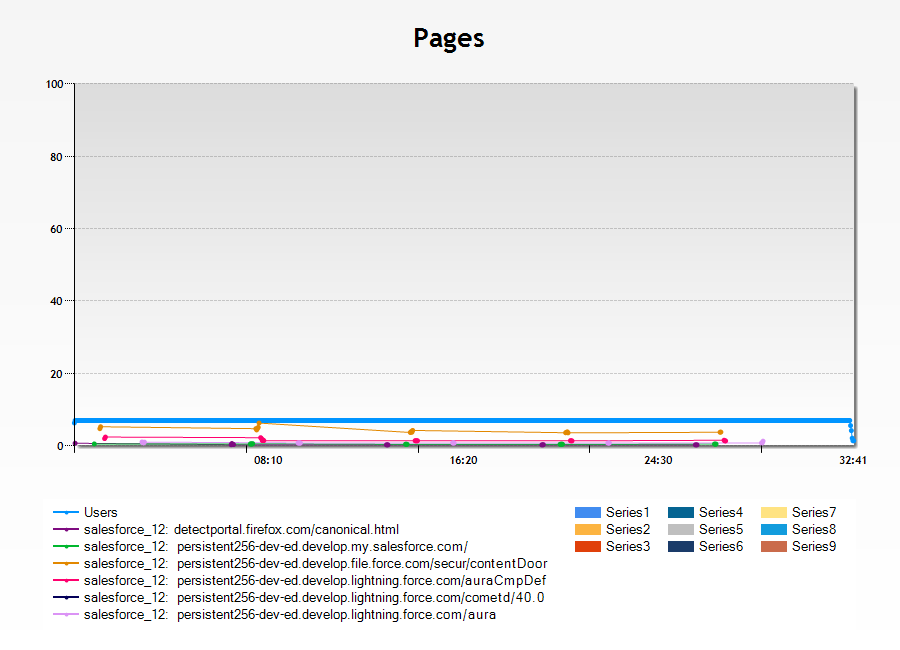 Pages
100
80
60
40
20
0
08:10 16:20 24:30 32:41
Users
salesforce_12: detectportal.firefox.com/canonical.html
salesforce_12: persistent256-dev-ed.develop.my.salesforce.com/
salesforce_12: persistent256-dev-ed.develop.file.force.com/secur/contentDoor
salesforce_12: persistent256-dev-ed.develop.lightning.force.com/auraCmpDef
salesforce_12: persistent256-dev-ed.develop.lightning.force.com/cometd/40.0
salesforce_12: persistent256-dev-ed.develop.lightning.force.com/aura
Series1 Series4 Series7
Series2 Series5 Series8
Series3 Series6 Series9